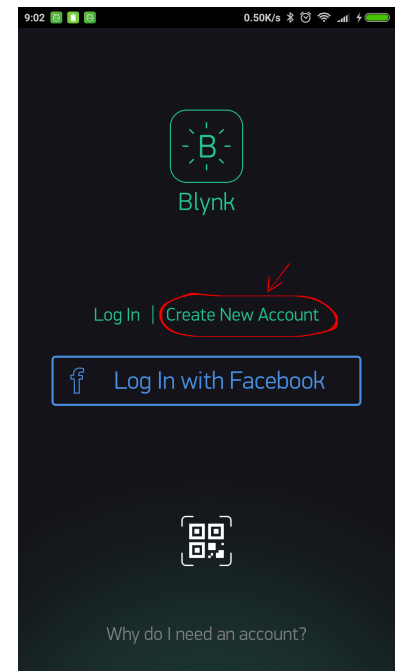 9:02 0.50K/s
B
Blynk
Log In | Create New Account
f Log In with Facebook
Why do I need an account?